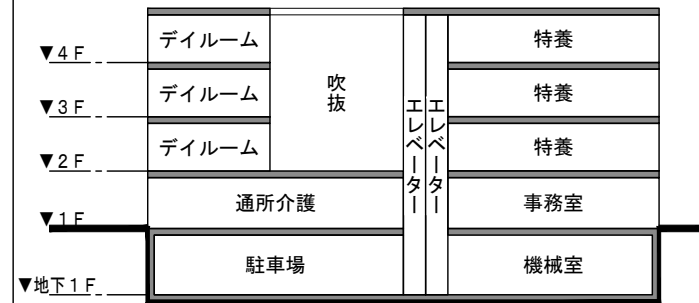 デイルーム
特養
▼4F
デイルーム
吹抜
特養
▼3F
エレベーター
エレベーター
デイルーム
特養
▼2F
通所介護
事務室
▼1F
駐車場
機械室
▼地下1F